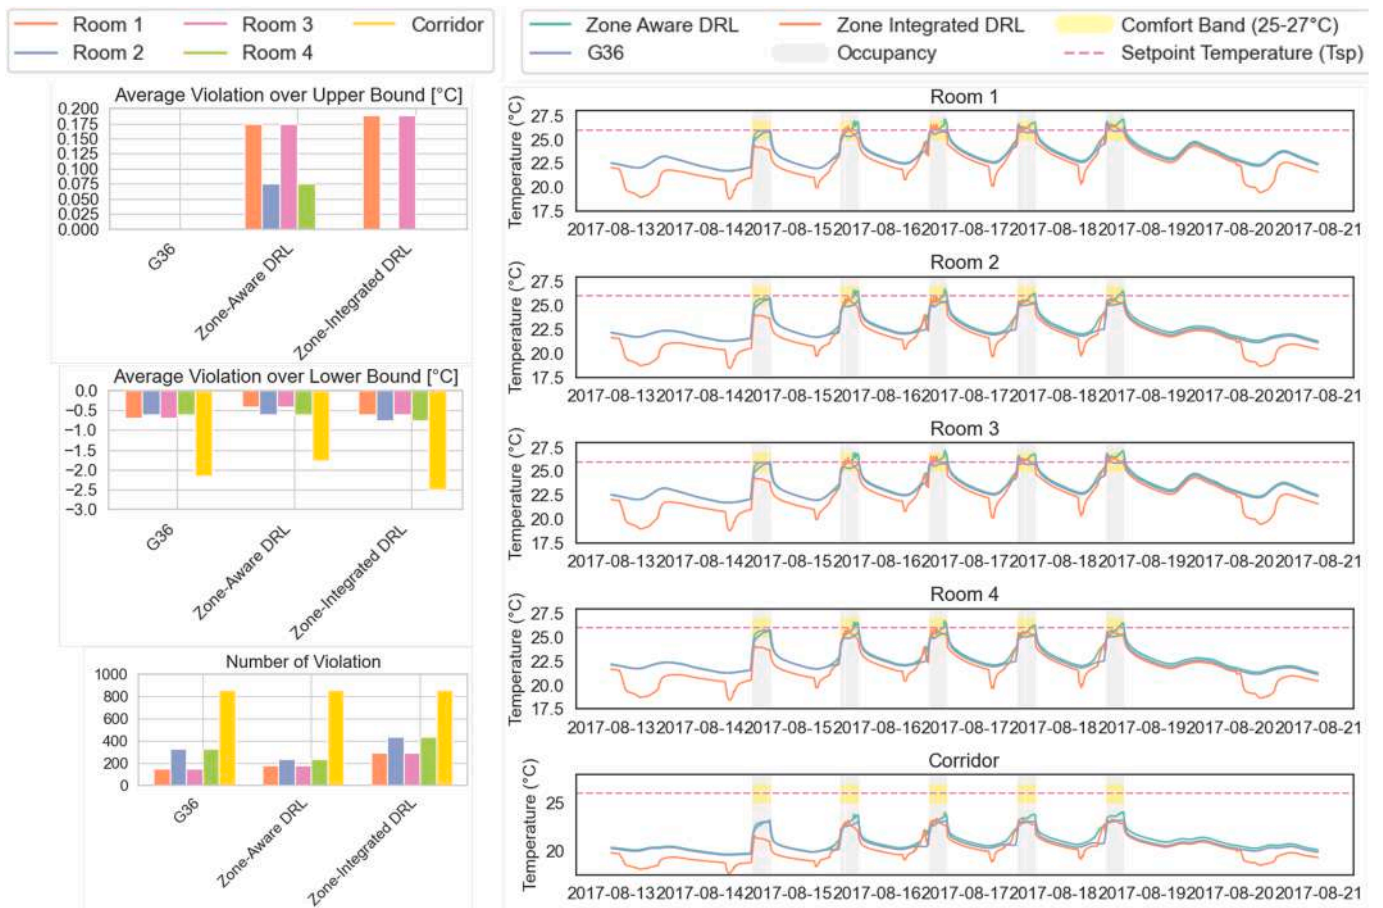 Room 1 Room 3 Corridor
Room 2 Room 4
Zone Aware DRL Zone Integrated DRL Comfort Band (25-27°C)
G36 Occupancy Setpoint Temperature (Tsp)
Average Violation over Upper Bound [°C]
0.200
0.175
0.150
0.125
0.100
0.075
0.050
0.025
0.000
G36
Zone-Aware DRL
Zone-Integrated DRL
Average Violation over Lower Bound [°C]
0.0
−0.5
−1.0
−1.5
−2.0
−2.5
−3.0
G36
Zone-Aware DRL
Zone-Integrated DRL
Number of Violation
1000
800
600
400
200
0
G36
Zone-Aware DRL
Zone-Integrated DRL
Room 1
Temperature (°C)
27.5
25.0
22.5
20.0
17.5
2017-08-13 2017-08-14 2017-08-15 2017-08-16 2017-08-17 2017-08-18 2017-08-19 2017-08-20 2017-08-21
Room 2
Temperature (°C)
27.5
25.0
22.5
20.0
17.5
2017-08-13 2017-08-14 2017-08-15 2017-08-16 2017-08-17 2017-08-18 2017-08-19 2017-08-20 2017-08-21
Room 3
Temperature (°C)
27.5
25.0
22.5
20.0
17.5
2017-08-13 2017-08-14 2017-08-15 2017-08-16 2017-08-17 2017-08-18 2017-08-19 2017-08-20 2017-08-21
Room 4
Temperature (°C)
27.5
25.0
22.5
20.0
17.5
2017-08-13 2017-08-14 2017-08-15 2017-08-16 2017-08-17 2017-08-18 2017-08-19 2017-08-20 2017-08-21
Corridor
Temperature (°C)
25
20
2017-08-13 2017-08-14 2017-08-15 2017-08-16 2017-08-17 2017-08-18 2017-08-19 2017-08-20 2017-08-21